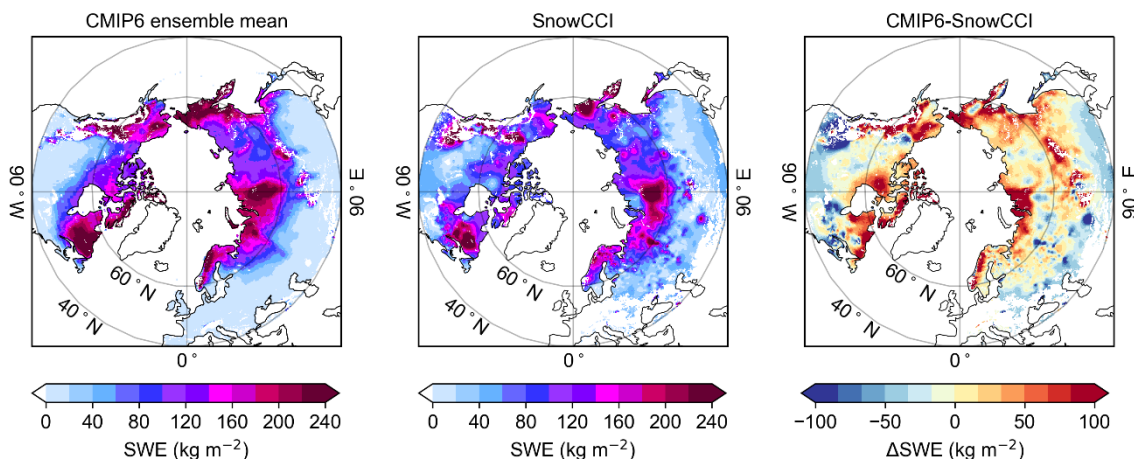 CMIP6 ensemble mean
90° W
90° E
60° N
40° N
0°
0 40 80 120 160 200 240
SWE (kg m⁻²)
SnowCCI
90° W
90° E
60° N
40° N
0°
0 40 80 120 160 200 240
SWE (kg m⁻²)
CMIP6-SnowCCI
90° W
90° E
60° N
40° N
0°
−100 −50 0 50 100
ΔSWE (kg m⁻²)